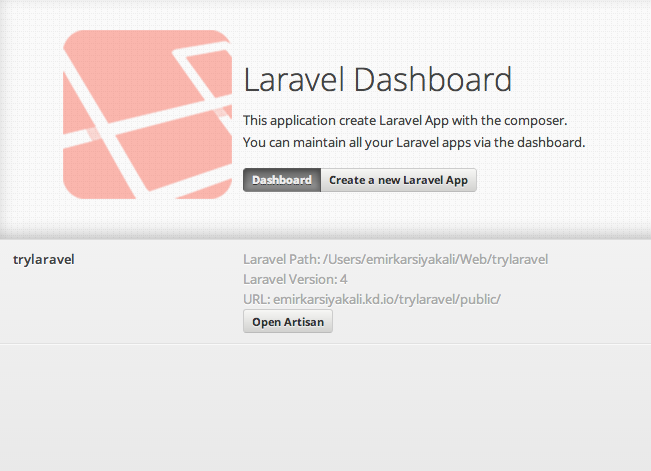 Laravel Dashboard
This application create Laravel App with the composer.
You can maintain all your Laravel apps via the dashboard.
Dashboard Create a new Laravel App
trylaravel
Laravel Path: /Users/emirkarsiyakali/Web/trylaravel
Laravel Version: 4
URL: emirkarsiyakali.kd.io/trylaravel/public/
Open Artisan